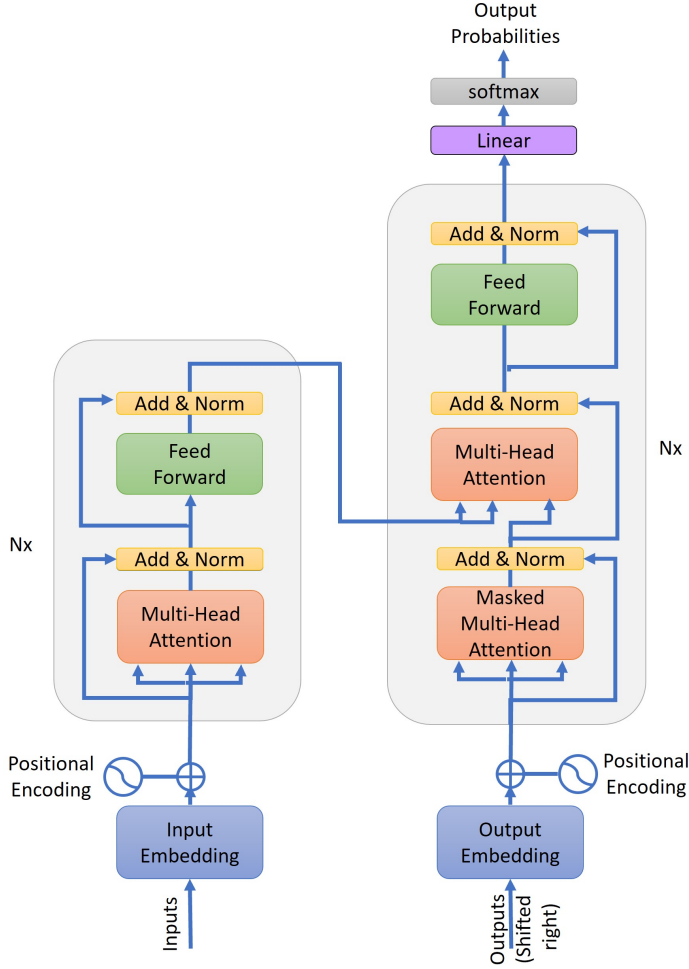 Output
Probabilities
softmax
Linear
Add & Norm
Feed
Forward
Add & Norm
Multi-Head
Attention
Nx
Add & Norm
Masked
Multi-Head
Attention
Add & Norm
Feed
Forward
Nx
Add & Norm
Multi-Head
Attention
Positional
Encoding
Positional
Encoding
Input
Embedding
Output
Embedding
Inputs
Outputs
(Shifted
right)